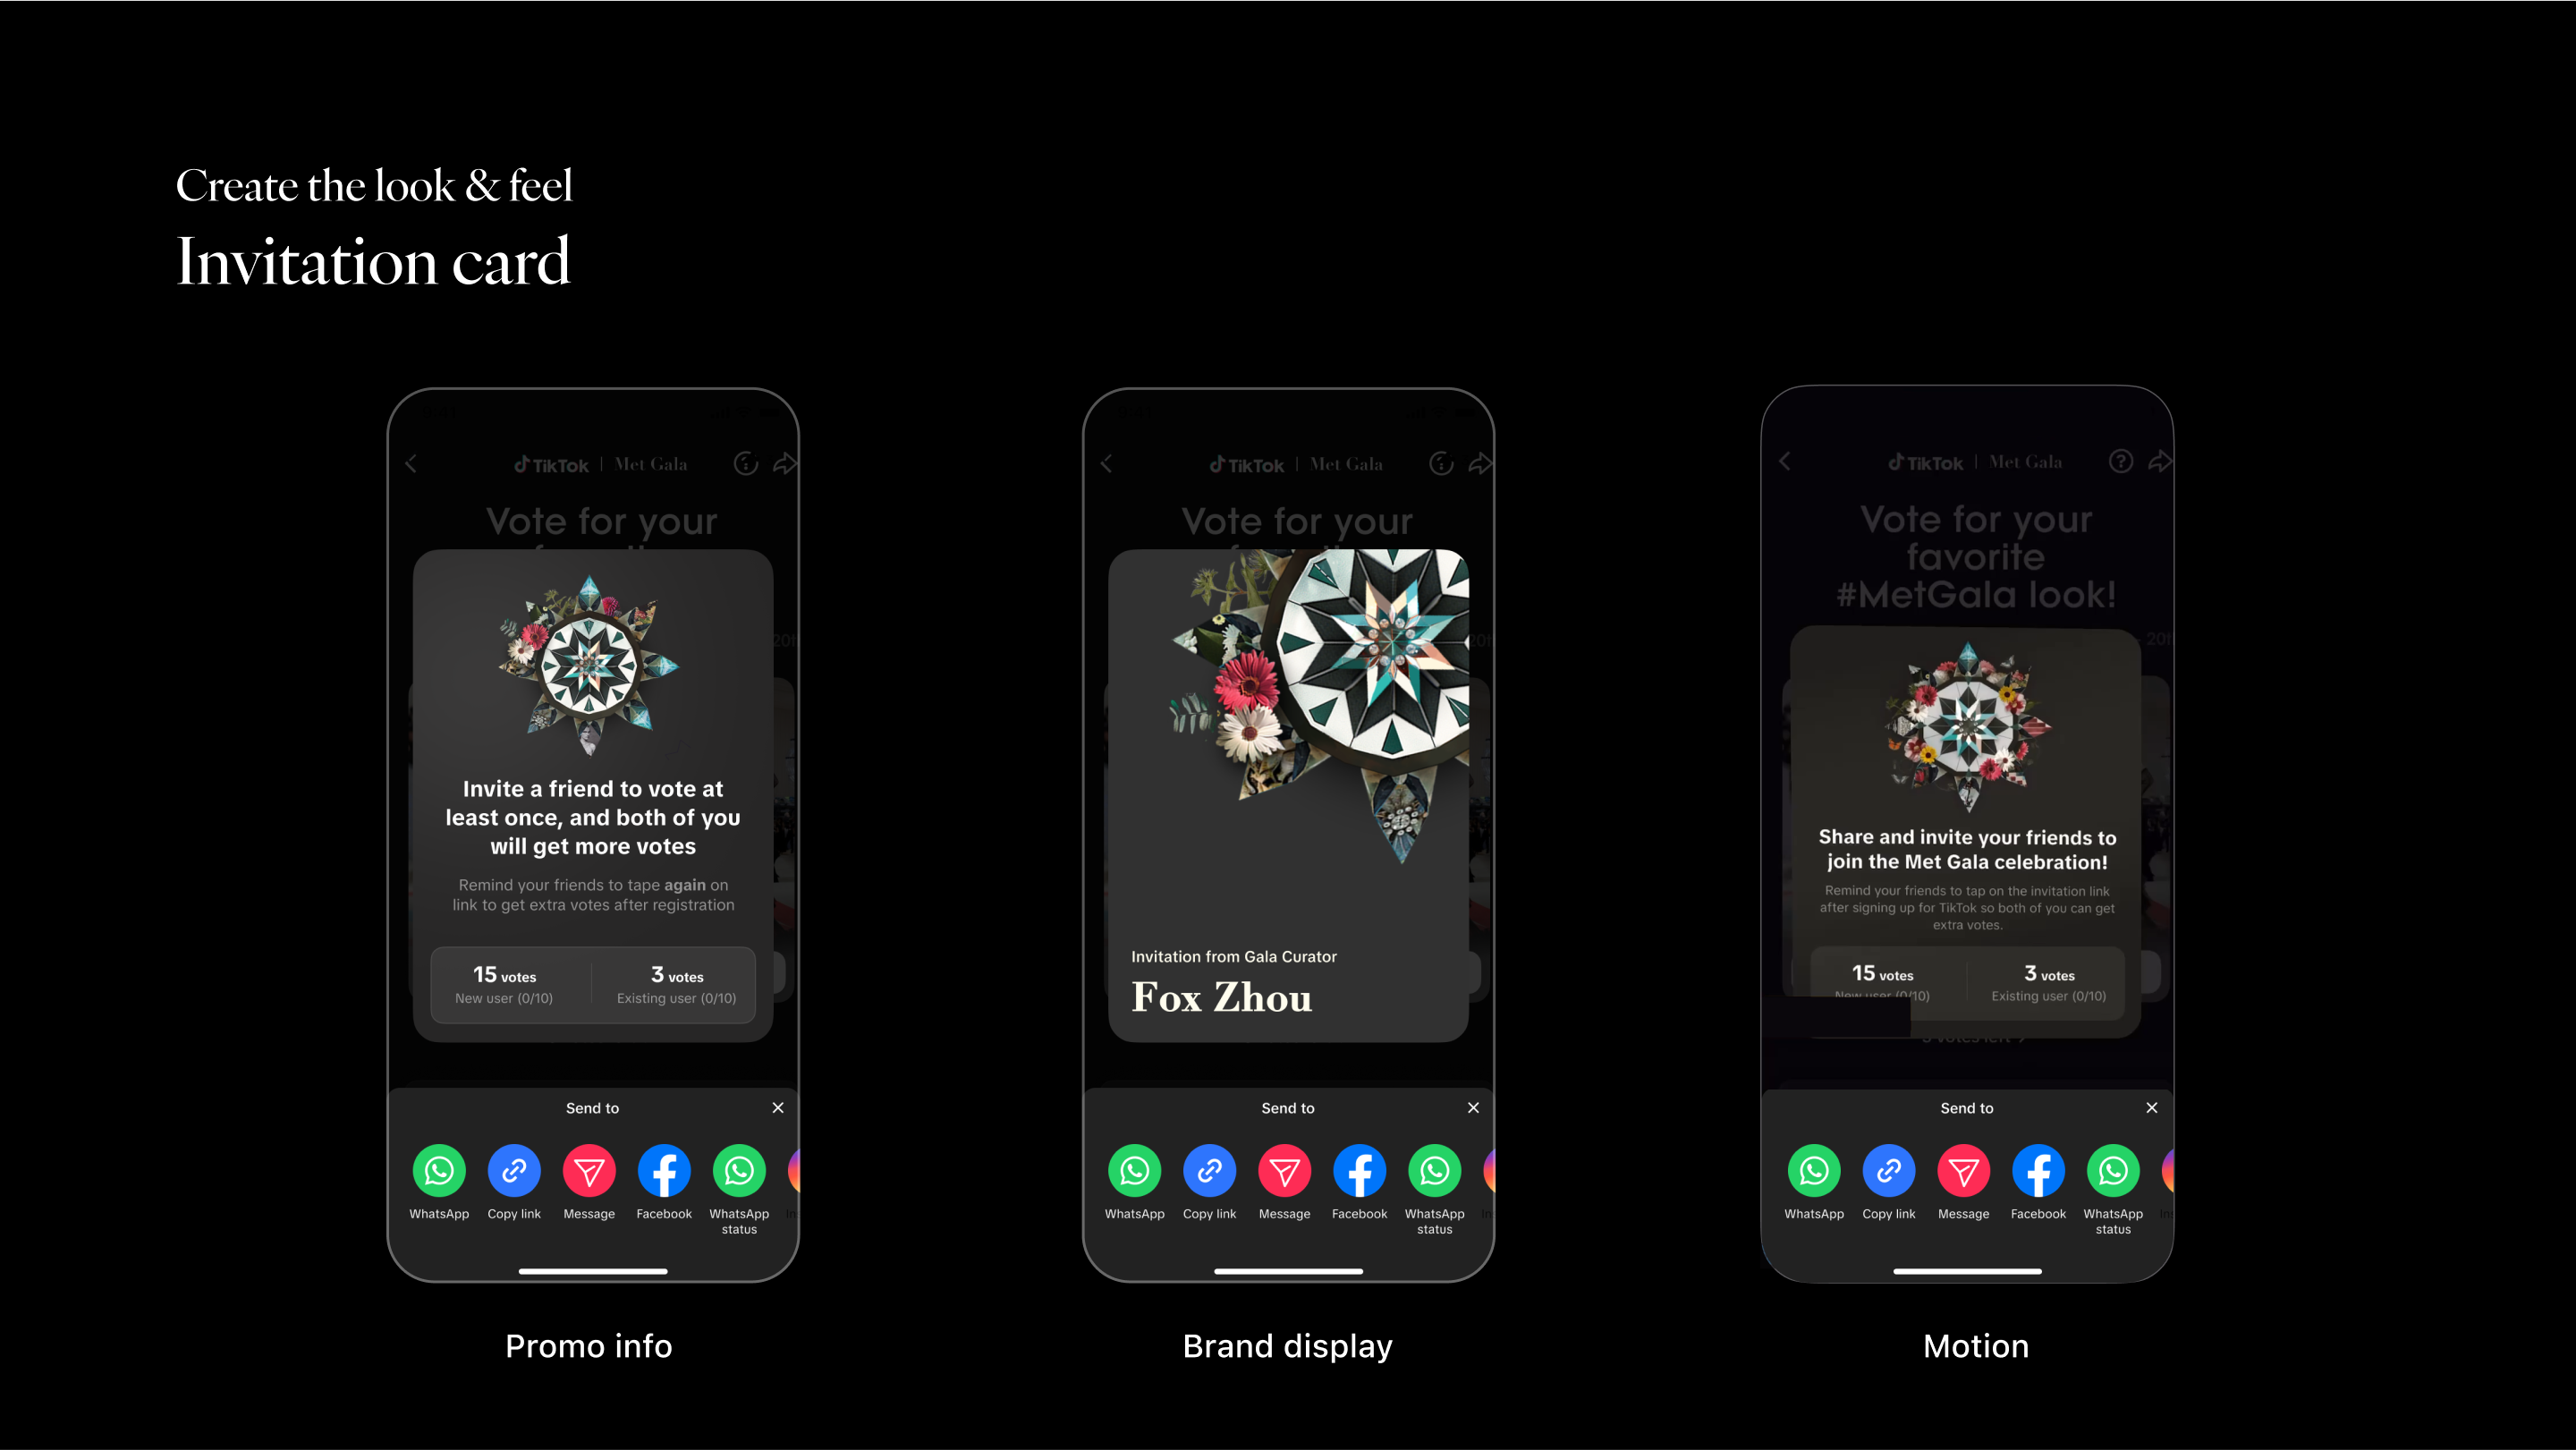 Create the look & feel
Invitation card
TikTok | Met Gala
Vote for your
20th
Invite a friend to vote at
least once, and both of you
will get more votes
Remind your friends to tape again on
link to get extra votes after registration
15 votes
New user (0/10)
3 votes
Existing user (0/10)
Send to
WhatsApp
Copy link
Message
Facebook
WhatsApp
status
Promo info
TikTok | Met Gala
Vote for your
Invitation from Gala Curator
Fox Zhou
Send to
WhatsApp
Copy link
Message
Facebook
WhatsApp
status
Brand display
TikTok | Met Gala
Vote for your
favorite
#MetGala look!
Share and invite your friends to
join the Met Gala celebration!
Remind your friends to tap on the invitation link
after signing up for TikTok so both of you can get
extra votes.
15 votes
New user (0/10)
3 votes
Existing user (0/10)
Send to
WhatsApp
Copy link
Message
Facebook
WhatsApp
status
Motion